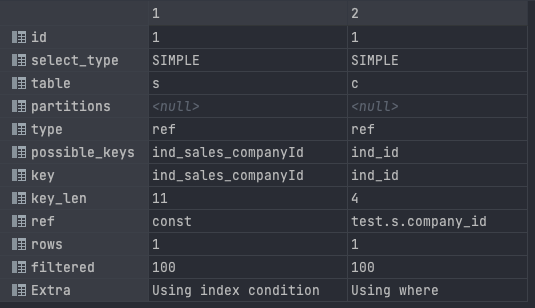 1 2
id 1 1
select_type SIMPLE SIMPLE
table s c
partitions <null> <null>
type ref ref
possible_keys ind_sales_companyId ind_id
key ind_sales_companyId ind_id
key_len 11 4
ref const test.s.company_id
rows 1 1
filtered 100 100
Extra Using index condition Using where